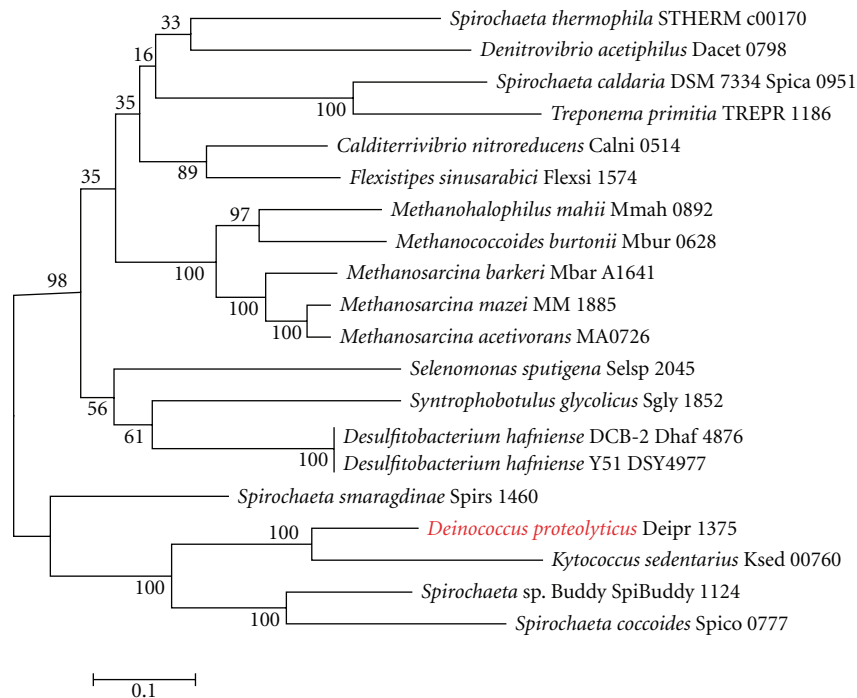 33
Spirochaeta thermophila STHERM c00170
Denitrovibrio acetiphilus Dacet 0798
16
Spirochaeta caldaria DSM 7334 Spica 0951
100
Treponema primitia TREPR 1186
35
Calditerrivibrio nitroreducens Calni 0514
89
Flexistipes sinusarabici Flexsi 1574
35
Methanohalophilus mahii Mmah 0892
97
Methanococcoides burtonii Mbur 0628
100
Methanosarcina barkeri Mbar A1641
98
100
Methanosarcina mazei MM 1885
100
Methanosarcina acetivorans MA0726
Selenomonas sputigena Selsp 2045
56
Syntrophobotulus glycolicus Sgly 1852
61
Desulfitobacterium hafniense DCB-2 Dhaf 4876
100
Desulfitobacterium hafniense Y51 DSY4977
Spirochaeta smaragdinae Spirs 1460
100
Deinococcus proteolyticus Deipr 1375
Kytococcus sedentarius Ksed 00760
100
Spirochaeta sp. Buddy SpiBuddy 1124
100
Spirochaeta coccoides Spico 0777
0.1